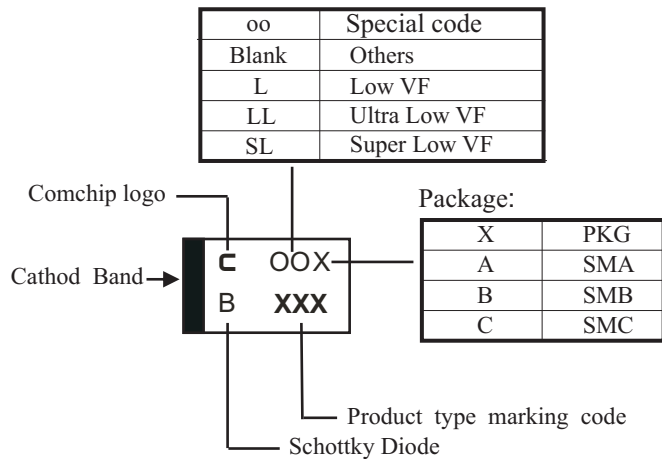 oo Special code
Blank Others
L Low VF
LL Ultra Low VF
SL Super Low VF
Comchip logo
Package:
X PKG
A SMA
B SMB
C SMC
Cathod Band
OOX
B XXX
Product type marking code
Schottky Diode